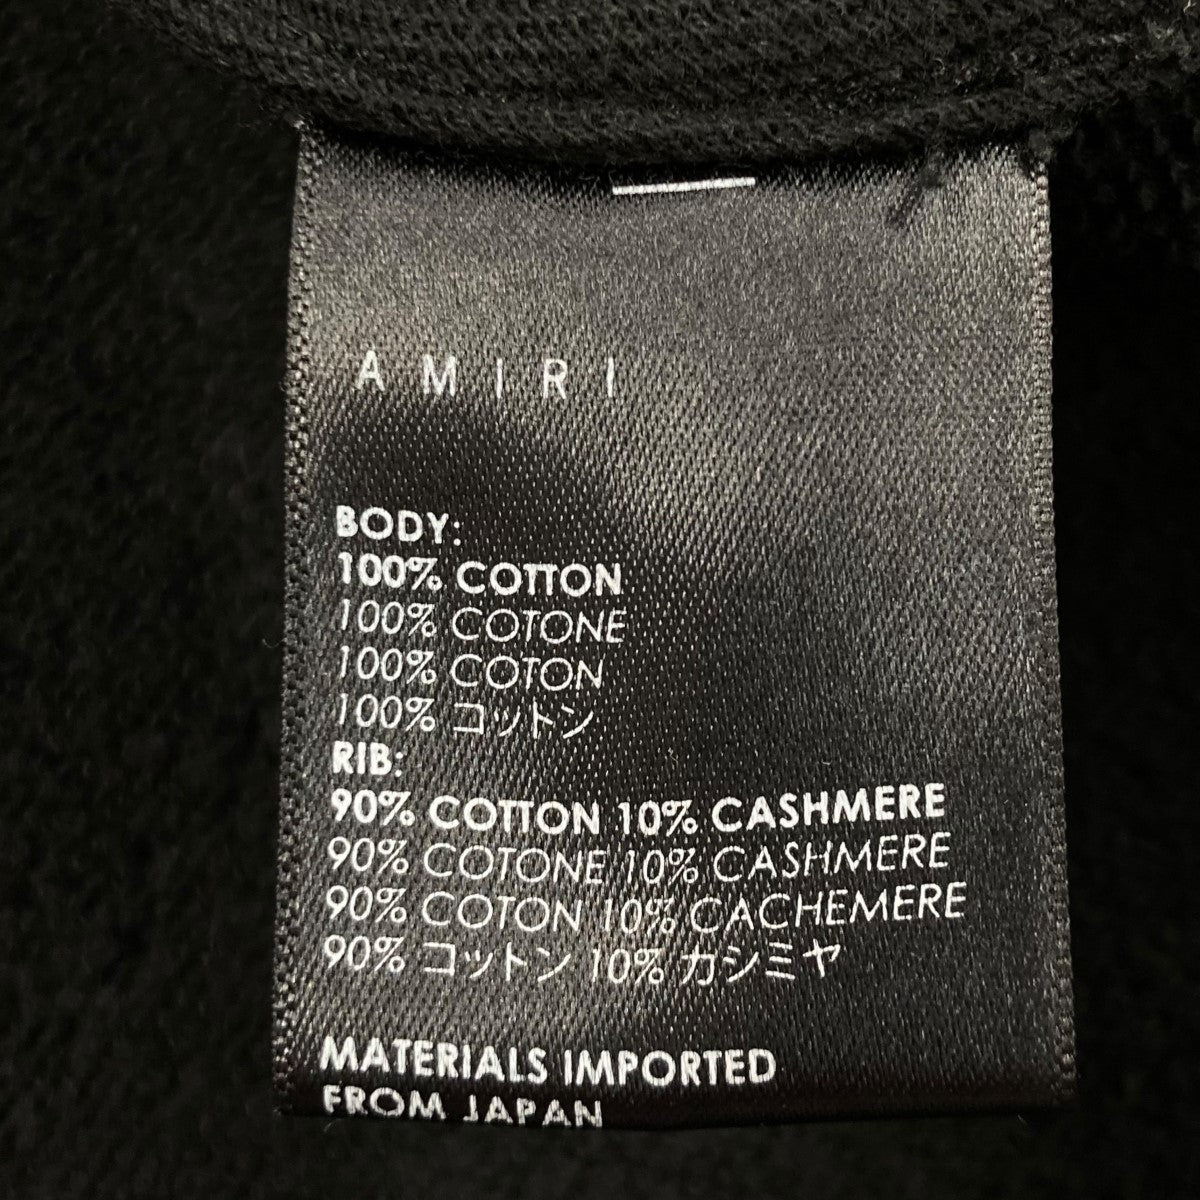 AMIRI
BODY:
100% COTTON
100% COTONE
100% COTON
100% コットン
RIB:
90% COTTON 10% CASHMERE
90% COTONE 10% CASHMERE
90% COTON 10% CACHEMERE
90% コットン 10% カシミヤ
MATERIALS IMPORTED
FROM JAPAN